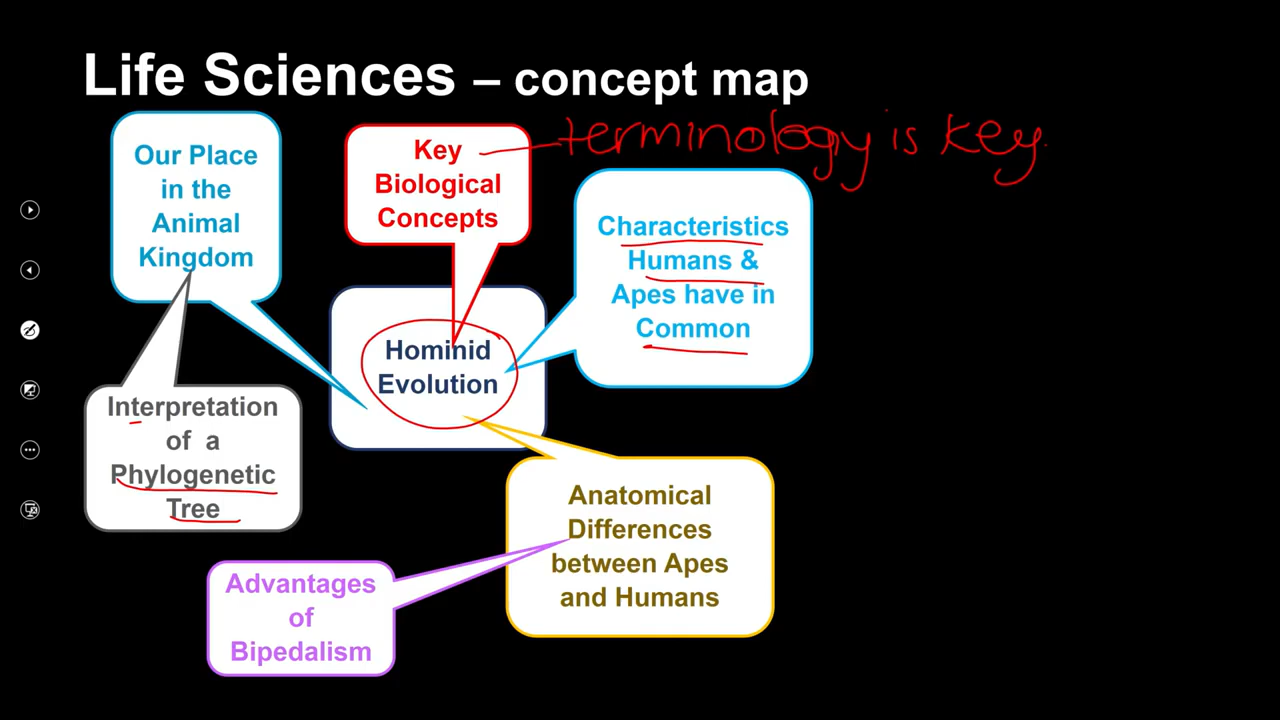 Life Sciences – concept map
Our Place
in the
Animal
Kingdom
Key
Biological
Concepts
terminology is key.
Characteristics
Humans &
Apes have in
Common
Hominid
Evolution
Interpretation
of a
Phylogenetic
Tree
Anatomical
Differences
between Apes
and Humans
Advantages
of
Bipedalism